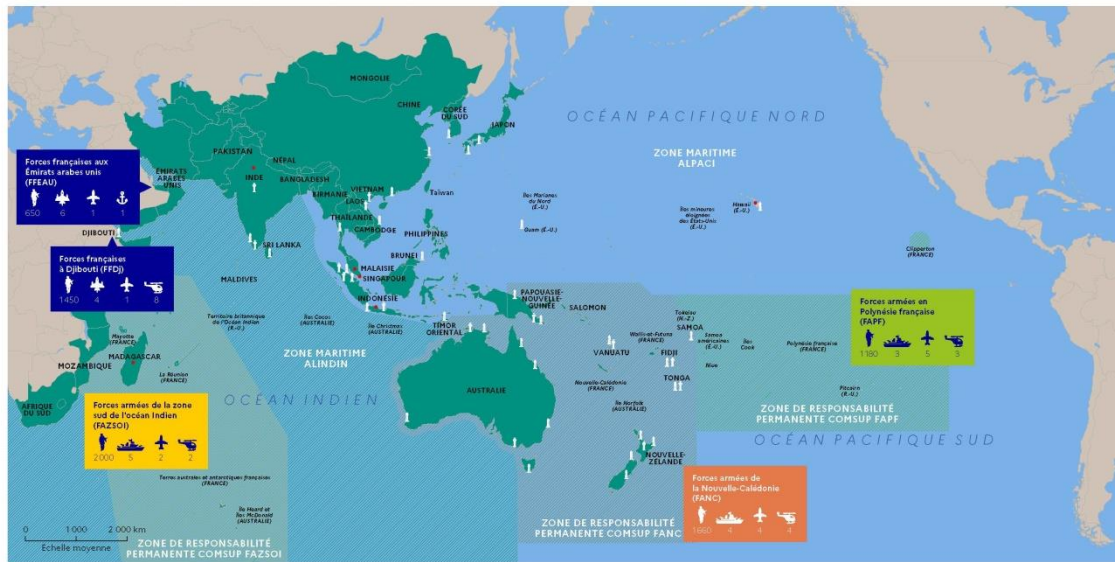 MONGOLIE
CHINE
CORÉE
DU SUD
JAPON
OCÉAN PACIFIQUE NORD
ZONE MARITIME
ALPACI
PAKISTAN
NÉPAL
INDE
BANGLADESH
BIRMANIE
VIETNAM
LAOS
THAÏLANDE
CAMBODGE
Taïwan
PHILIPPINES
ÉMIRATS
ARABES
UNIS
Forces françaises aux
Émirats arabes unis
(FFEAU)
650 6 1 1
DJIBOUTI
Forces françaises
à Djibouti (FFDj)
1450 4 1 8
SRI LANKA
MALDIVES
BRUNEI
MALAISIE
SINGAPOUR
INDONÉSIE
Îles Mariannes
du Nord
(É.-U.)
Guam (É.-U.)
Îles mineures
éloignées
des États-Unis
(É.-U.)
Hawaii
(É.-U.)
Clipperton
(FRANCE)
Territoire britannique
de l'Océan Indien
(R.-U.)
Îles Cocos
(AUSTRALIE)
Île Christmas
(AUSTRALIE)
TIMOR
ORIENTAL
PAPOUASIE-
NOUVELLE-
GUINÉE
SALOMON
Tokelau
(N.-Z.)
SAMOA
Wallis-et-Futuna
(FRANCE)
Samoa
américaines
(É.-U.)
Îles
Cook
Polynésie française
(FRANCE)
VANUATU
FIDJI
Niue
TONGA
Nouvelle-Calédonie
(FRANCE)
Île Norfolk
(AUSTRALIE)
Pitcairn
(R.-U.)
Forces armées en
Polynésie française
(FAPF)
1180 3 5 3
ZONE DE RESPONSABILITÉ
PERMANENTE COMSUP FAPF
OCÉAN PACIFIQUE SUD
Mayotte
(FRANCE)
MADAGASCAR
MOZAMBIQUE
La Réunion
(FRANCE)
AFRIQUE
DU SUD
ZONE MARITIME
ALINDIEN
OCÉAN INDIEN
AUSTRALIE
NOUVELLE-
ZÉLANDE
Forces armées de la zone
sud de l'océan Indien
(FAZSOI)
2000 5 2 2
Terres australes et antarctiques françaises
(FRANCE)
Île Heard et
îles McDonald
(AUSTRALIE)
Forces armées de
la Nouvelle-Calédonie
(FANC)
1660 4 4 4
ZONE DE RESPONSABILITÉ
PERMANENTE COMSUP FANC
0 1 000 2 000 km
Échelle moyenne
ZONE DE RESPONSABILITÉ
PERMANENTE COMSUP FAZSOI